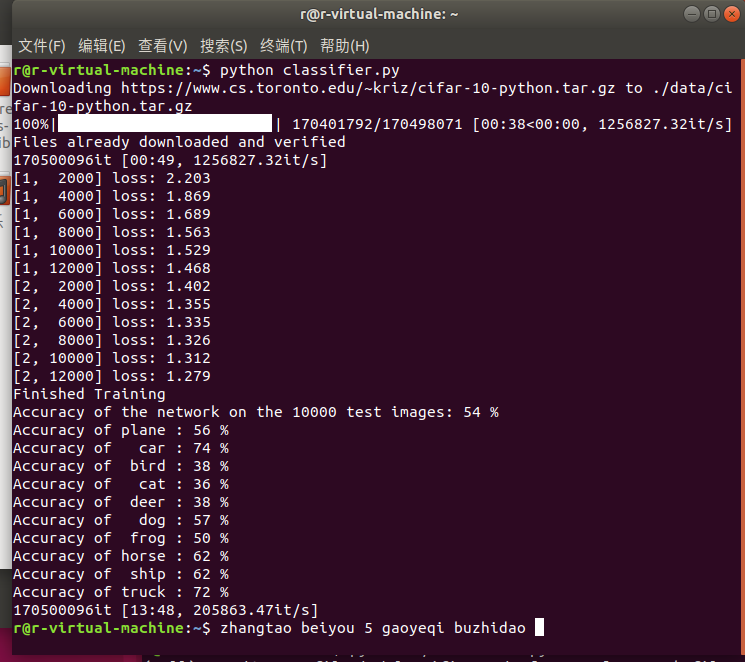 r@r-virtual-machine: ~
文件(F) 编辑(E) 查看(V) 搜索(S) 终端(T) 帮助(H)
r@r-virtual-machine:~$ python classifier.py
Downloading https://www.cs.toronto.edu/~kriz/cifar-10-python.tar.gz to ./data/ci
far-10-python.tar.gz
100%| | 170401792/170498071 [00:38<00:00, 1256827.32it/s]
Files already downloaded and verified
170500096it [00:49, 1256827.32it/s]
[1,  2000] loss: 2.203
[1,  4000] loss: 1.869
[1,  6000] loss: 1.689
[1,  8000] loss: 1.563
[1, 10000] loss: 1.529
[1, 12000] loss: 1.468
[2,  2000] loss: 1.402
[2,  4000] loss: 1.355
[2,  6000] loss: 1.335
[2,  8000] loss: 1.326
[2, 10000] loss: 1.312
[2, 12000] loss: 1.279
Finished Training
Accuracy of the network on the 10000 test images: 54 %
Accuracy of plane : 56 %
Accuracy of   car : 74 %
Accuracy of  bird : 38 %
Accuracy of   cat : 36 %
Accuracy of  deer : 38 %
Accuracy of   dog : 57 %
Accuracy of  frog : 50 %
Accuracy of horse : 62 %
Accuracy of  ship : 62 %
Accuracy of truck : 72 %
170500096it [13:48, 205863.47it/s]
r@r-virtual-machine:~$ zhangtao beiyou 5 gaoyeqi buzhidao